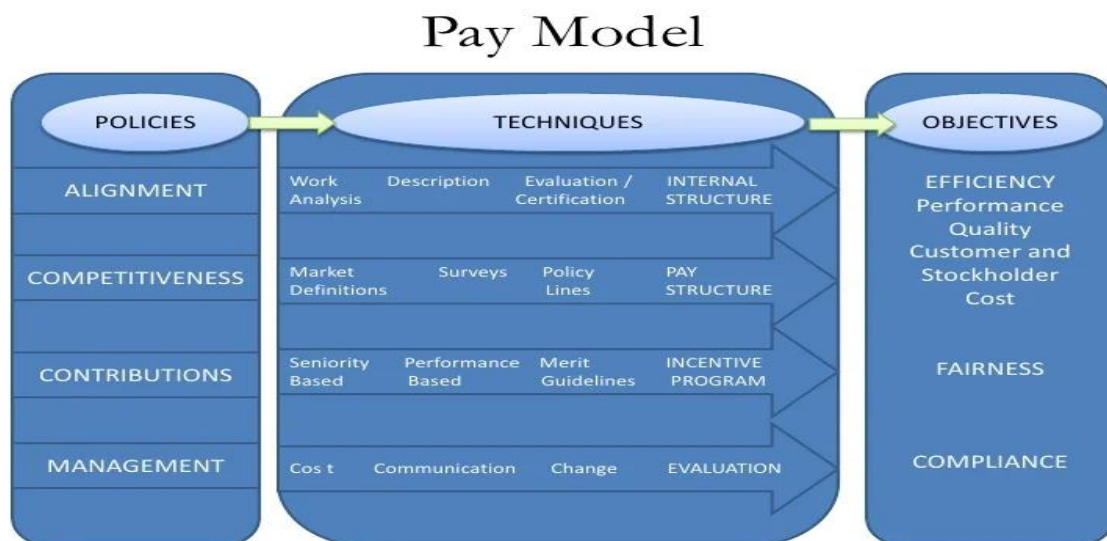 Pay Model
POLICIES
TECHNIQUES
OBJECTIVES
ALIGNMENT
Work Description Evaluation / INTERNAL
Analysis Certification STRUCTURE
EFFICIENCY
Performance
Quality
Customer and
Stockholder
Cost
COMPETITIVENESS
Market Surveys Policy PAY
Definitions Lines STRUCTURE
CONTRIBUTIONS
Seniority Performance Merit INCENTIVE
Based Based Guidelines PROGRAM
FAIRNESS
MANAGEMENT
Cos t Communication Change EVALUATION
COMPLIANCE